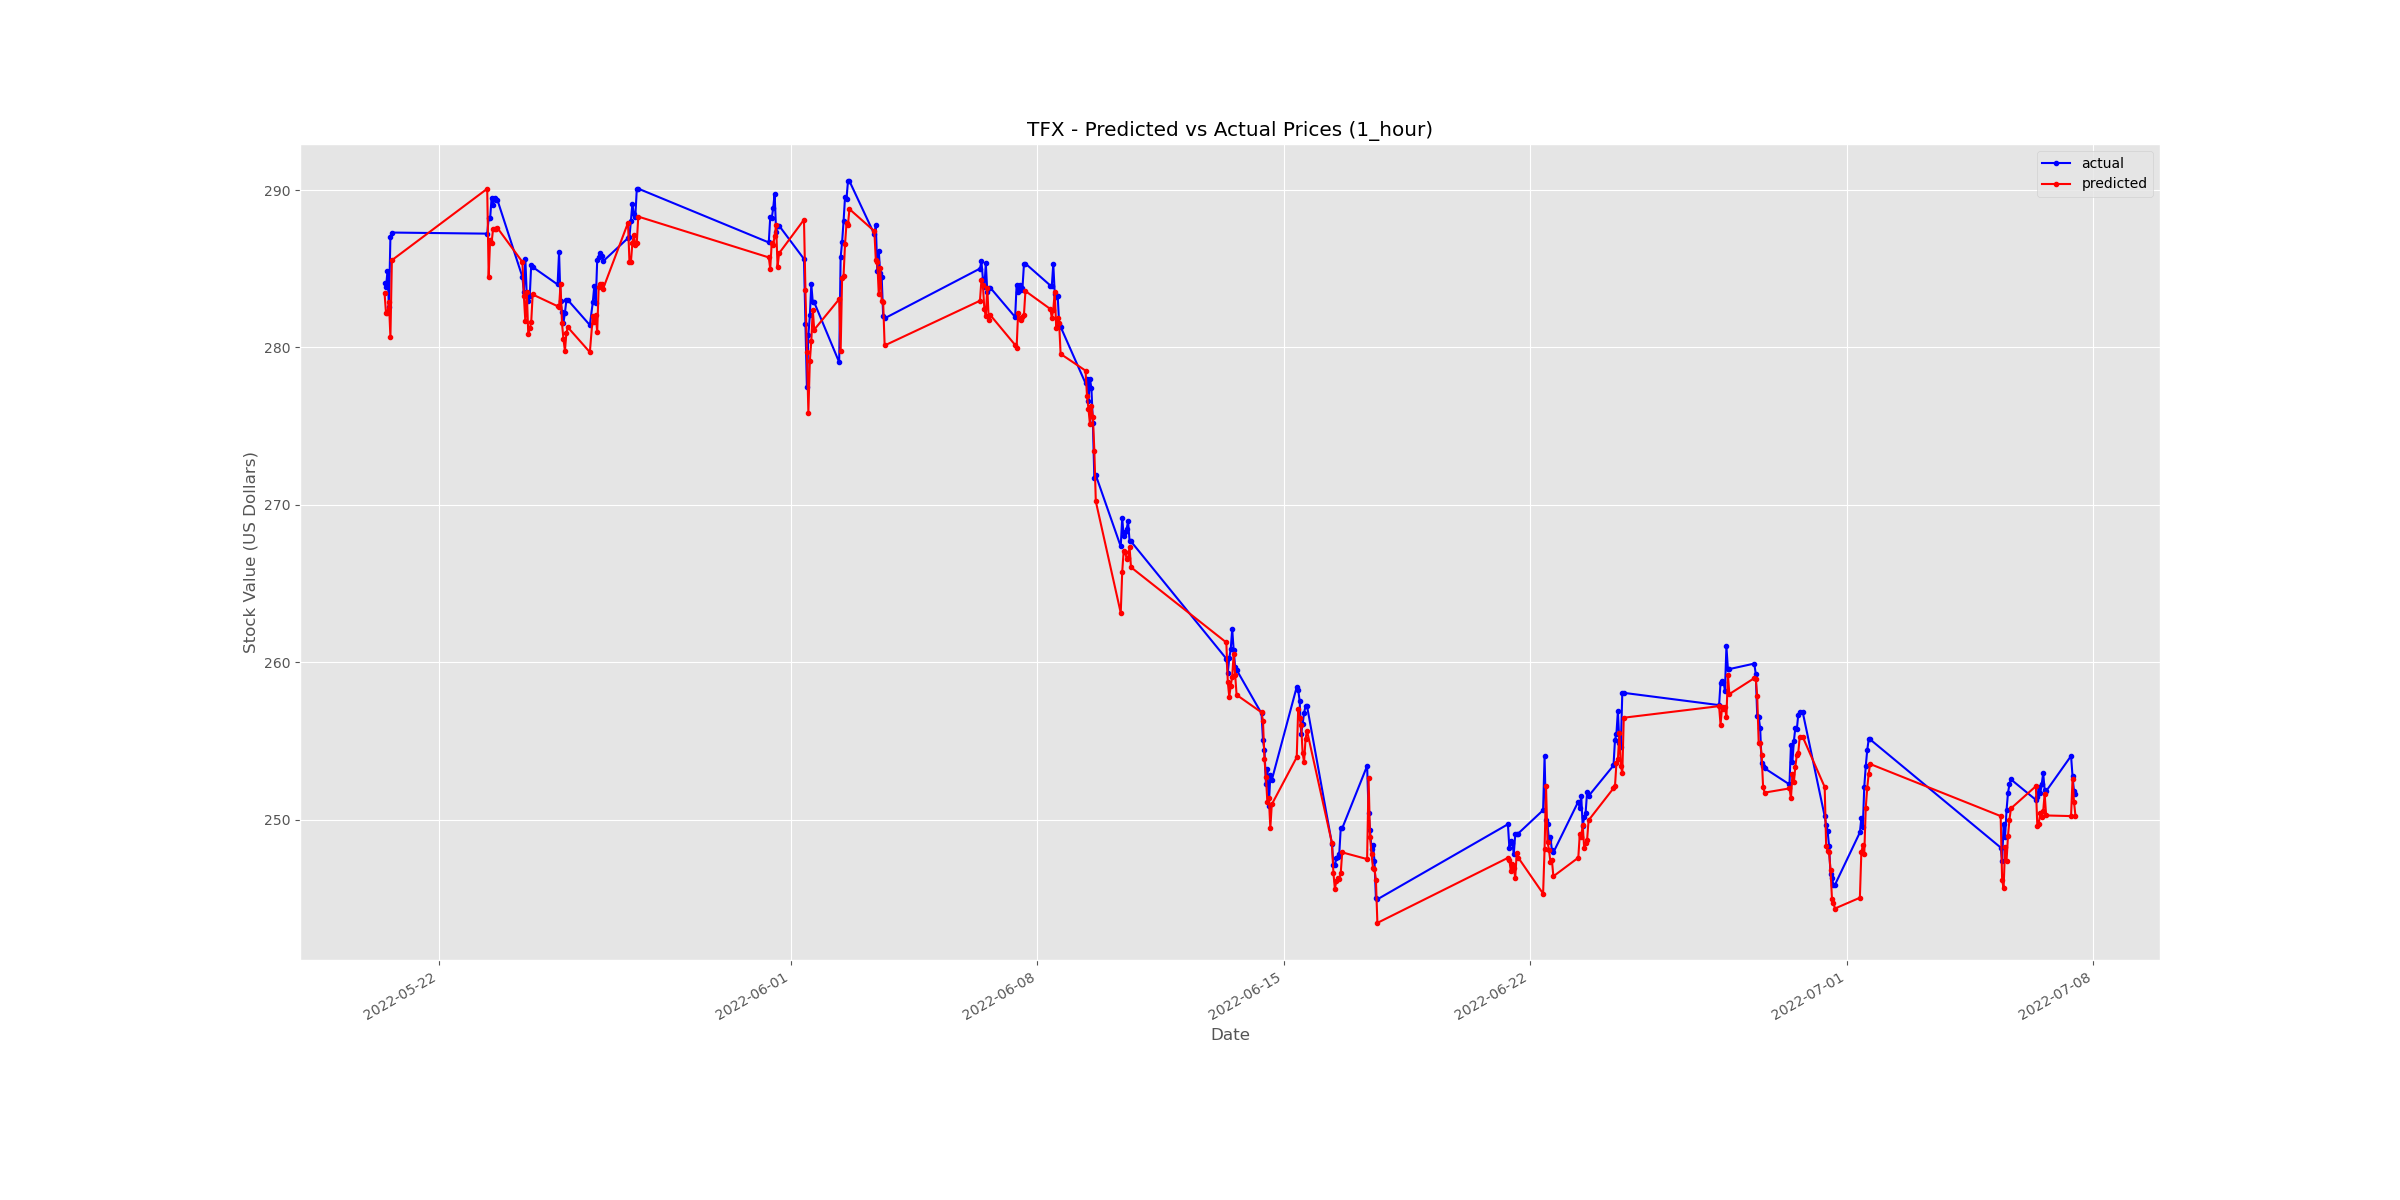 TFX - Predicted vs Actual Prices (1_hour)
actual
predicted
Stock Value (US Dollars)
290
280
270
260
250
2022-05-22
2022-06-01
2022-06-08
2022-06-15
2022-06-22
2022-07-01
2022-07-08
Date